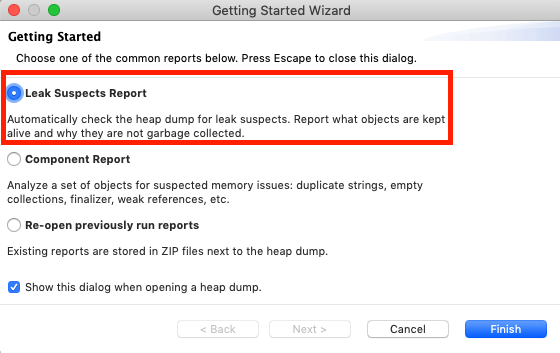 Getting Started Wizard
Getting Started
Choose one of the common reports below. Press Escape to close this dialog.
Leak Suspects Report
Automatically check the heap dump for leak suspects. Report what objects are kept
alive and why they are not garbage collected.
Component Report
Analyze a set of objects for suspected memory issues: duplicate strings, empty
collections, finalizer, weak references, etc.
Re-open previously run reports
Existing reports are stored in ZIP files next to the heap dump.
Show this dialog when opening a heap dump.
< Back Next > Cancel Finish